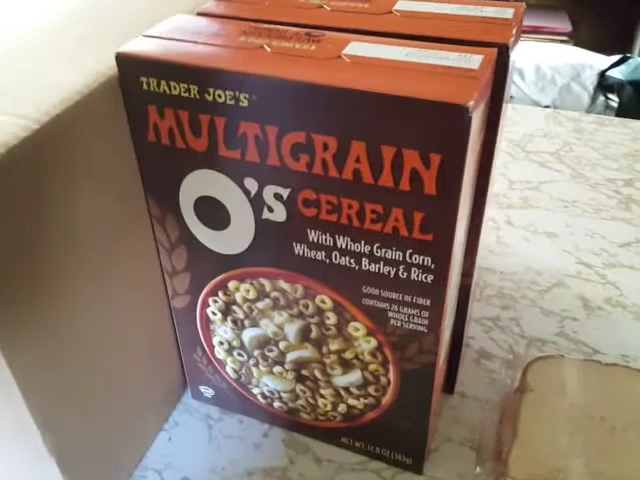 TRADER JOE'S
MULTIGRAIN
O'S CEREAL
With Whole Grain Corn,
Wheat, Oats, Barley & Rice
GOOD SOURCE OF FIBER
CONTAINS 26 GRAMS OF
WHOLE GRAIN
PER SERVING
NET WT. 12.8 OZ (363g)